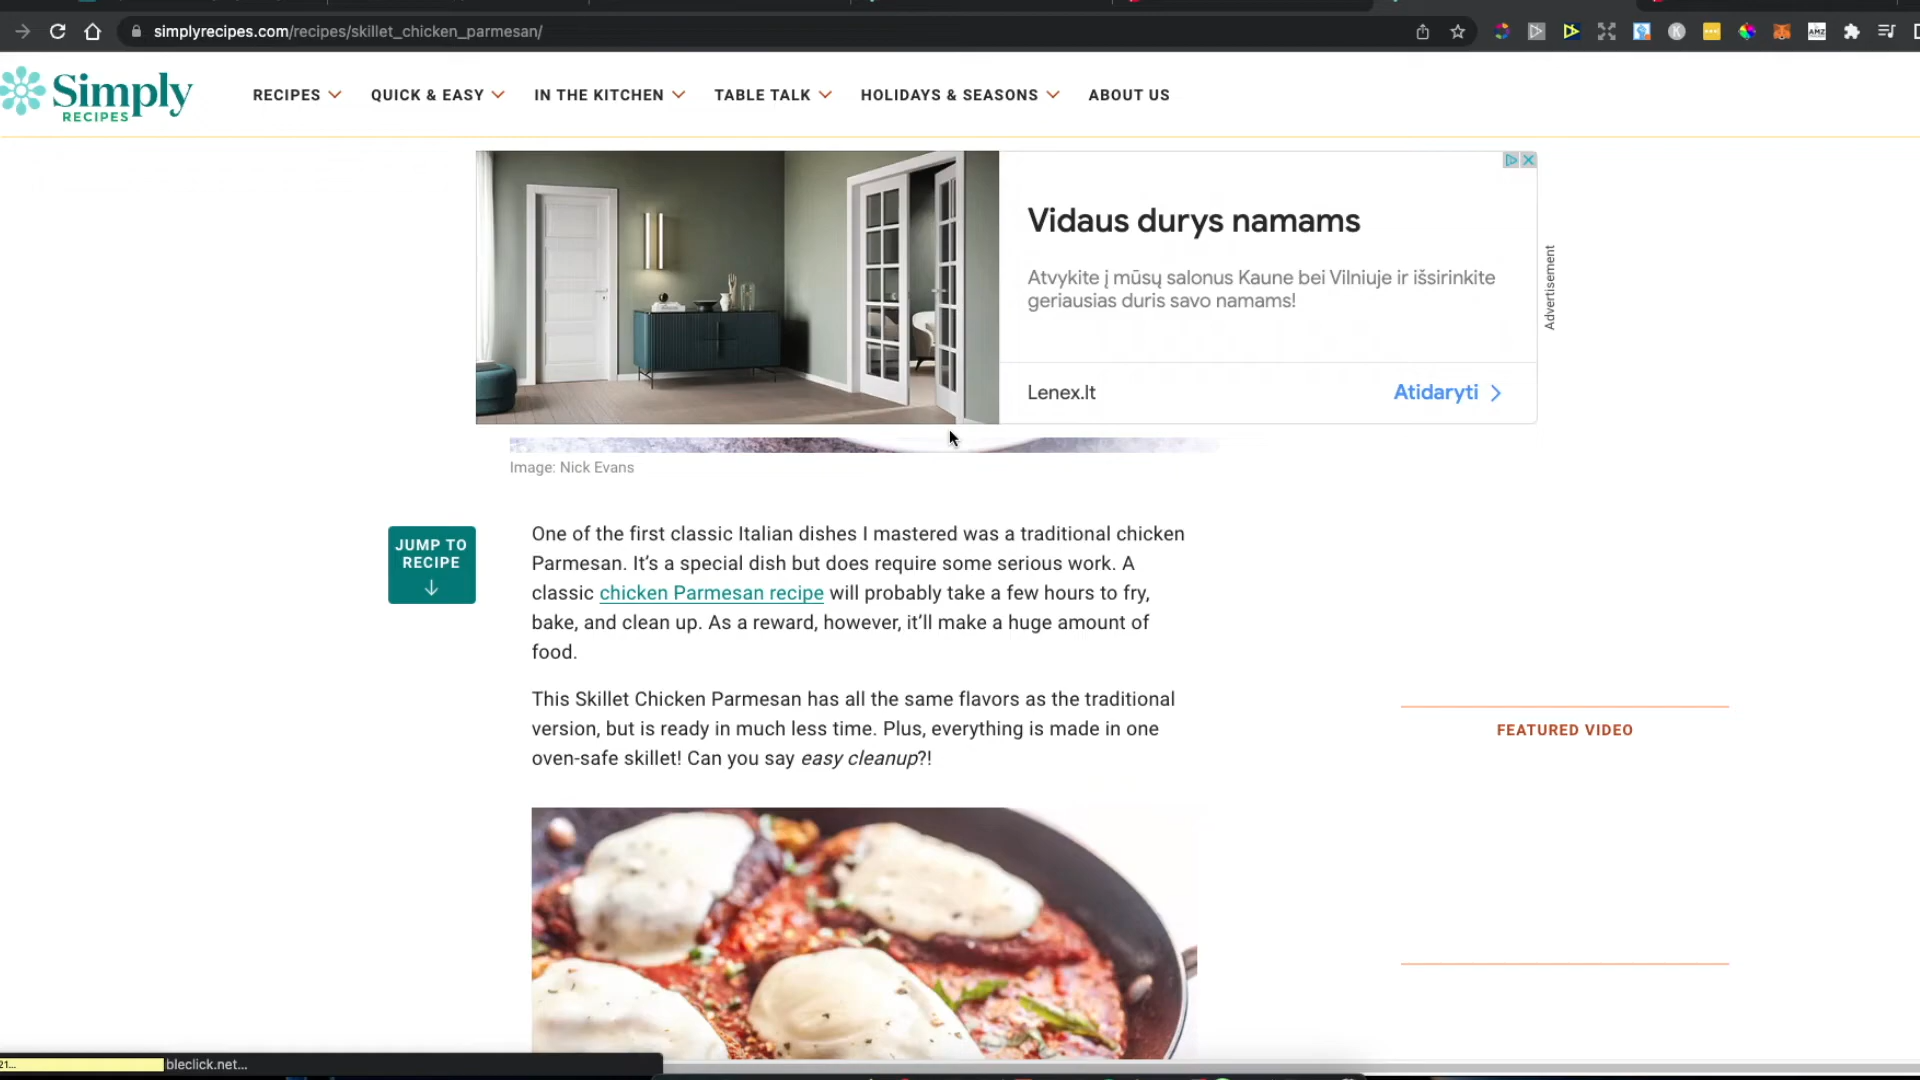 simplyrecipes.com/recipes/skillet_chicken_parmesan/
AMZ
Simply
RECIPES
RECIPES
QUICK & EASY
IN THE KITCHEN
TABLE TALK
HOLIDAYS & SEASONS
ABOUT US
Vidaus durys namams
Atvykite į mūsų salonus Kaune bei Vilniuje ir išsirinkite
geriausias duris savo namams!
Lenex.lt
Atidaryti
Advertisement
Image: Nick Evans
JUMP TO
RECIPE
One of the first classic Italian dishes I mastered was a traditional chicken
Parmesan. It’s a special dish but does require some serious work. A
classic chicken Parmesan recipe will probably take a few hours to fry,
bake, and clean up. As a reward, however, it’ll make a huge amount of
food.
This Skillet Chicken Parmesan has all the same flavors as the traditional
version, but is ready in much less time. Plus, everything is made in one
oven-safe skillet! Can you say easy cleanup?!
FEATURED VIDEO
21...
bleclick.net...